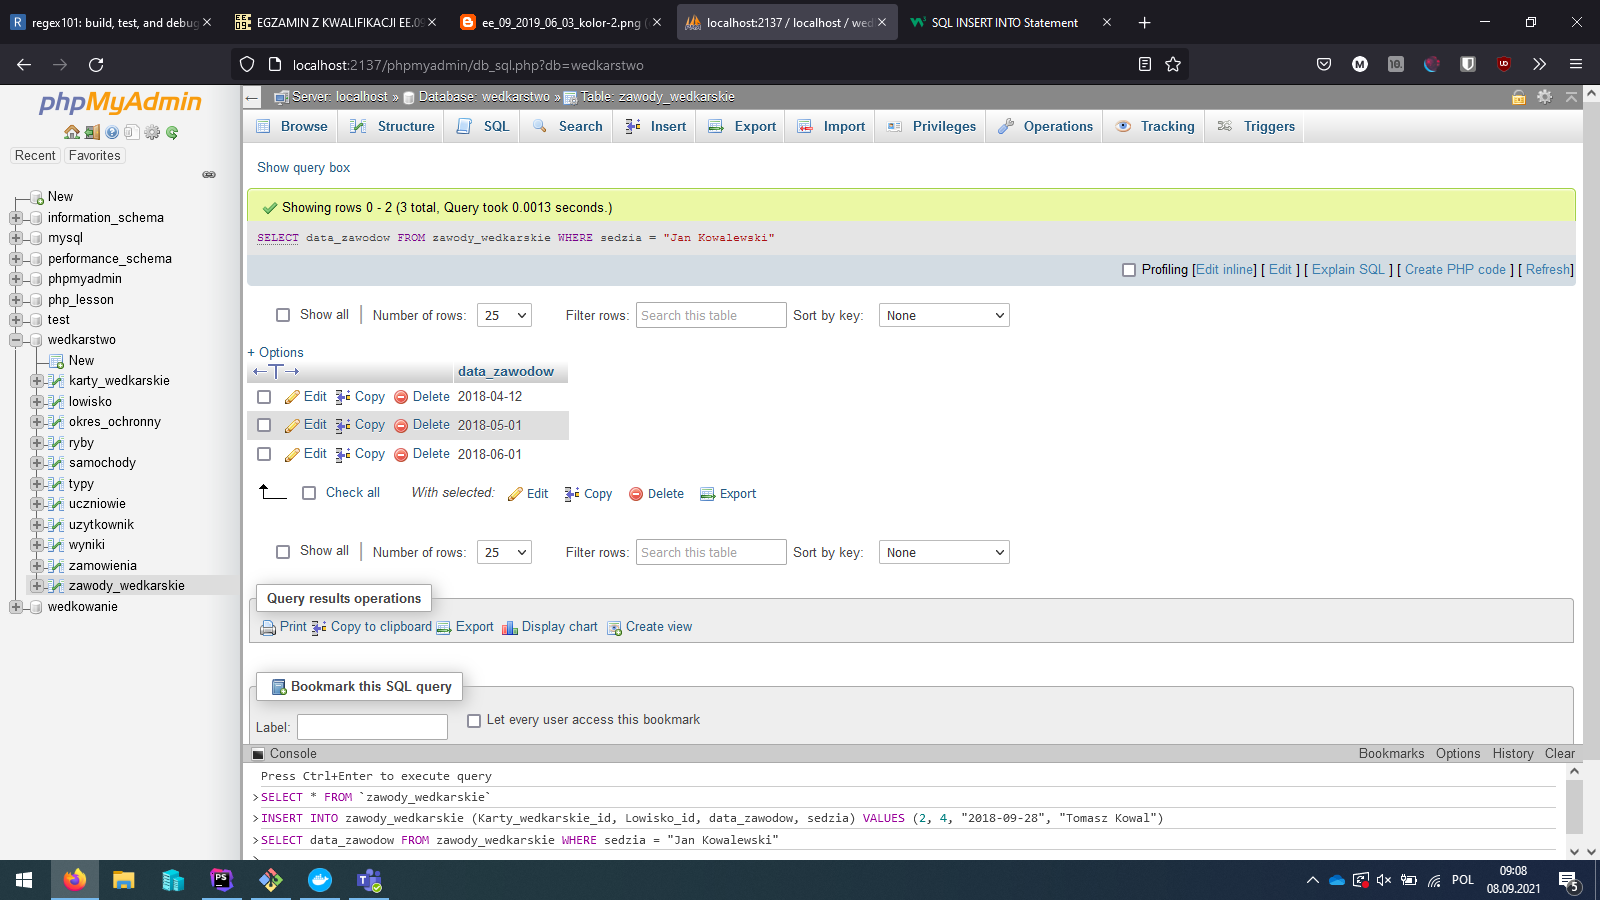 regex101: build, test, and debug
EGZAMIN Z KWALIFIKACJI EE.09
ee_09_2019_06_03_kolor-2.png (
localhost:2137 / localhost / wed
SQL INSERT INTO Statement
localhost:2137/phpmyadmin/db_sql.php?db=wedkarstwo
phpMyAdmin
Recent
Favorites
New
information_schema
mysql
performance_schema
phpmyadmin
php_lesson
test
wedkarstwo
New
karty_wedkarskie
lowisko
okres_ochronny
ryby
samochody
typy
uczniowie
uzytkownik
wyniki
zamowienia
zawody_wedkarskie
wedkowanie
Server: localhost » Database: wedkarstwo » Table: zawody_wedkarskie
Browse Structure SQL Search Insert Export Import Privileges Operations Tracking Triggers
Show query box
Showing rows 0 - 2 (3 total, Query took 0.0013 seconds.)
SELECT data_zawodow FROM zawody_wedkarskie WHERE sedzia = "Jan Kowalewski"
Profiling [Edit inline] [ Edit ] [ Explain SQL ] [ Create PHP code ] [ Refresh]
Show all Number of rows: 25 Filter rows: Search this table Sort by key: None
+ Options
←T→ data_zawodow
Edit Copy Delete 2018-04-12
Edit Copy Delete 2018-05-01
Edit Copy Delete 2018-06-01
Check all With selected: Edit Copy Delete Export
Show all Number of rows: 25 Filter rows: Search this table Sort by key: None
Query results operations
Print Copy to clipboard Export Display chart Create view
Bookmark this SQL query
Label: Let every user access this bookmark
Console Bookmarks Options History Clear
Press Ctrl+Enter to execute query
>SELECT * FROM `zawody_wedkarskie`
>INSERT INTO zawody_wedkarskie (Karty_wedkarskie_id, Lowisko_id, data_zawodow, sedzia) VALUES (2, 4, "2018-09-28", "Tomasz Kowal")
>SELECT data_zawodow FROM zawody_wedkarskie WHERE sedzia = "Jan Kowalewski"
POL
09:08
08.09.2021
5